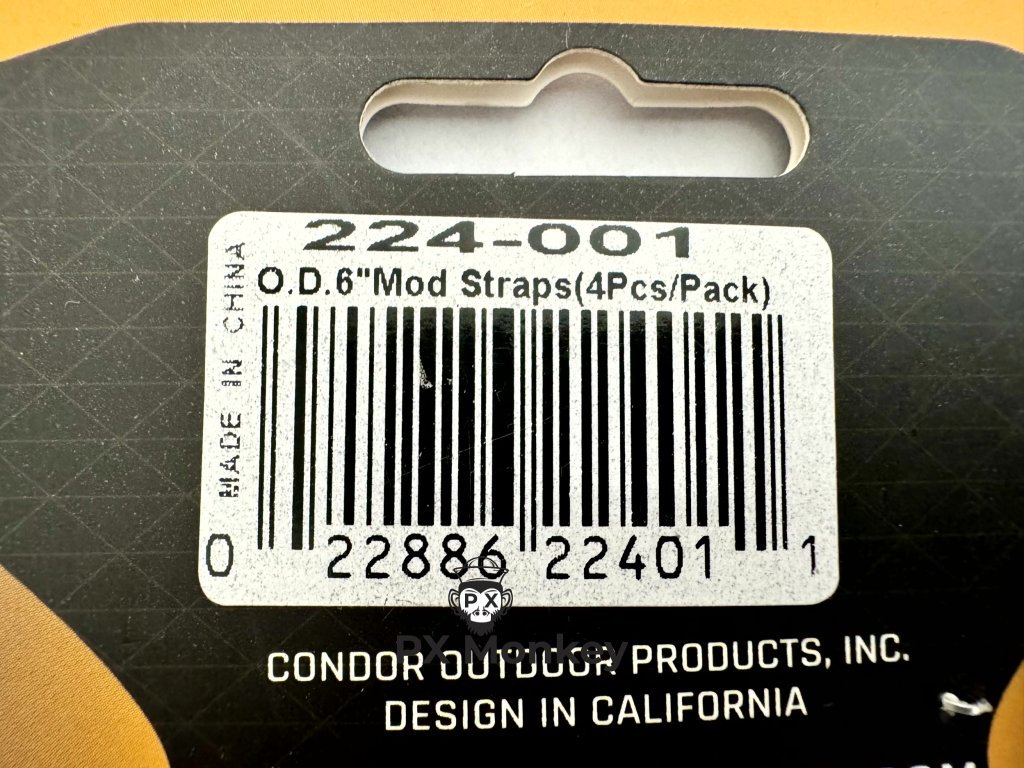 224-001
O.D.6"Mod Straps(4Pcs/Pack)
MADE IN CHINA
0 22886 22401 1
PX
PX Monkey
CONDOR OUTDOOR PRODUCTS, INC.
DESIGN IN CALIFORNIA